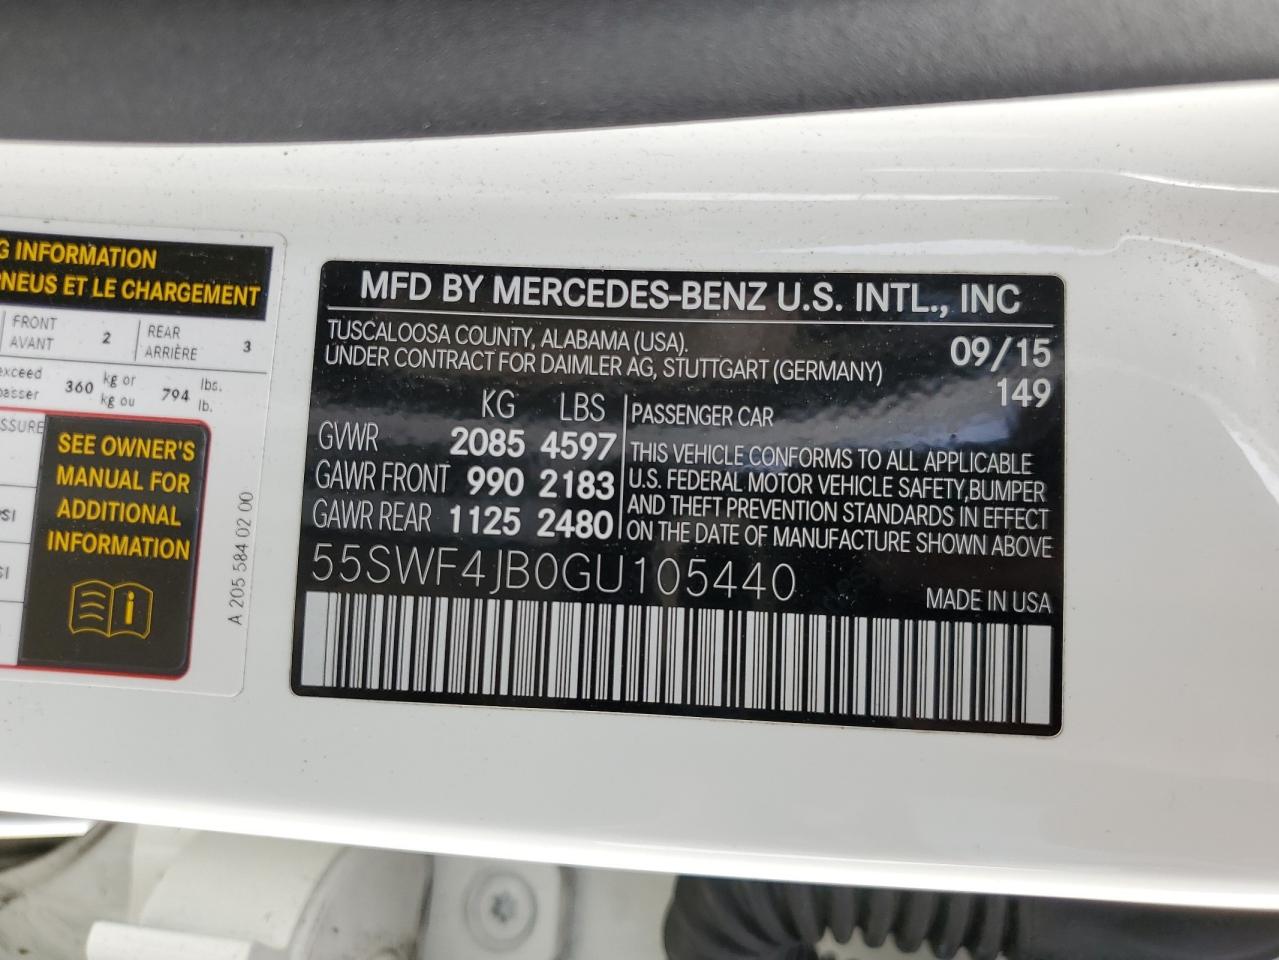 G INFORMATION
PNEUS ET LE CHARGEMENT
FRONT
AVANT
2
REAR
ARRIÈRE
3
exceed
passer
360
kg or
kg ou
794
lbs.
lb.
SSURE
SEE OWNER'S
MANUAL FOR
ADDITIONAL
INFORMATION
PSI
SI
A 205 584 02 00
MFD BY MERCEDES-BENZ U.S. INTL., INC
TUSCALOOSA COUNTY, ALABAMA (USA).
UNDER CONTRACT FOR DAIMLER AG, STUTTGART (GERMANY)
09/15
149
KG LBS
GVWR 2085 4597
GAWR FRONT 990 2183
GAWR REAR 1125 2480
PASSENGER CAR
THIS VEHICLE CONFORMS TO ALL APPLICABLE
U.S. FEDERAL MOTOR VEHICLE SAFETY,BUMPER
AND THEFT PREVENTION STANDARDS IN EFFECT
ON THE DATE OF MANUFACTURE SHOWN ABOVE
55SWF4JB0GU105440
MADE IN USA